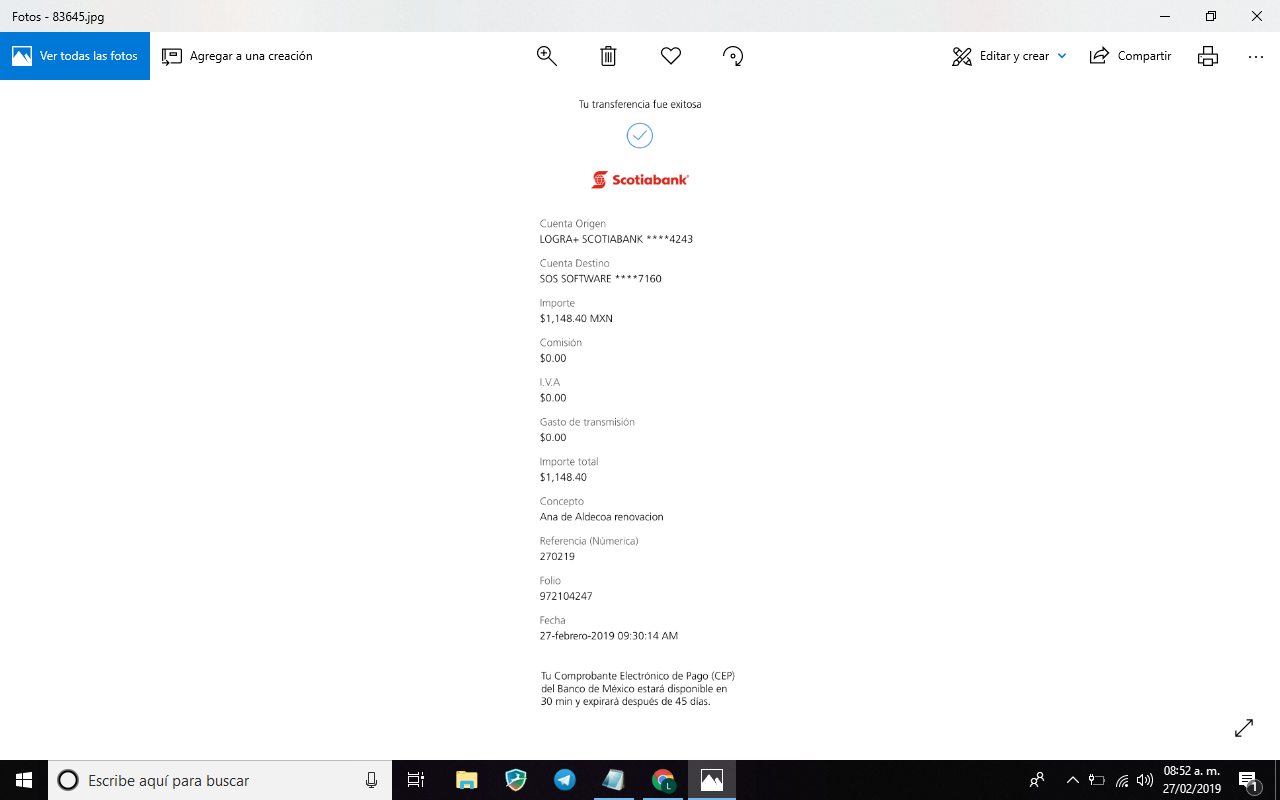 Fotos - 83645.jpg
Ver todas las fotos
Agregar a una creación
Editar y crear
Compartir
Tu transferencia fue exitosa
Scotiabank
Cuenta Origen
LOGRA+ SCOTIABANK ****4243
Cuenta Destino
SOS SOFTWARE ****7160
Importe
$1,148.40 MXN
Comisión
$0.00
I.V.A
$0.00
Gasto de transmisión
$0.00
Importe total
$1,148.40
Concepto
Ana de Aldecoa renovacion
Referencia (Númerica)
270219
Folio
972104247
Fecha
27-febrero-2019 09:30:14 AM
Tu Comprobante Electrónico de Pago (CEP)
del Banco de México estará disponible en
30 min y expirará después de 45 días.
Escribe aquí para buscar
L
08:52 a. m.
27/02/2019
1